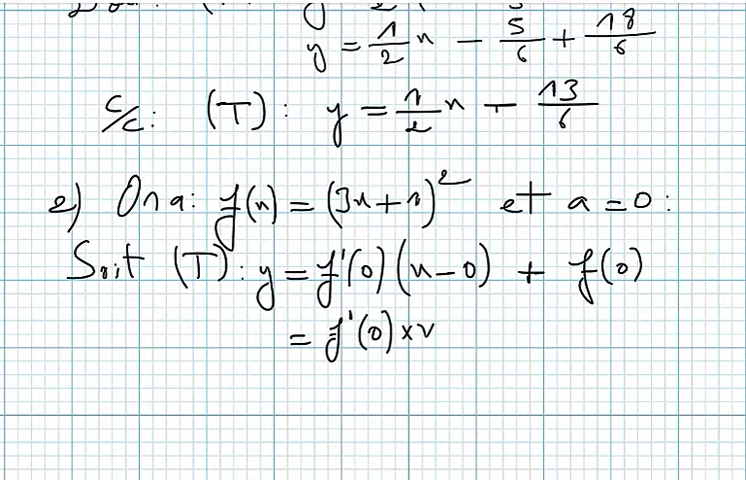 y = 1/2 x - 5/6 + 18/6
c/c: (T): y = 1/2 x - 13/6
2) On a: f(x) = (3x+1)² et a = 0 :
Soit (T): y = f'(0)(x-0) + f(0)
= f'(0) ×